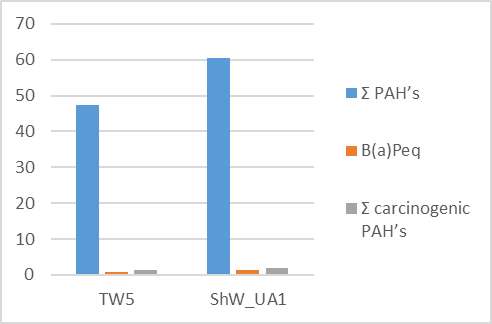 70
60
50
40
30
20
10
0
TW5 ShW_UA1
Σ PAH’s
B(a)Peq
Σ carcinogenic
PAH’s